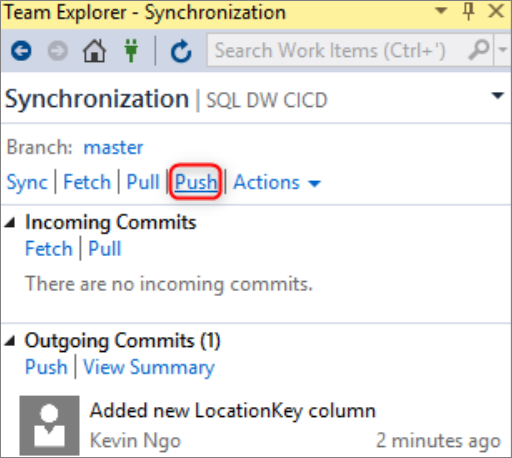 Team Explorer - Synchronization
Search Work Items (Ctrl+')
Synchronization | SQL DW CICD
Branch: master
Sync | Fetch | Pull | Push | Actions
Incoming Commits
Fetch | Pull
There are no incoming commits.
Outgoing Commits (1)
Push | View Summary
Added new LocationKey column
Kevin Ngo 2 minutes ago